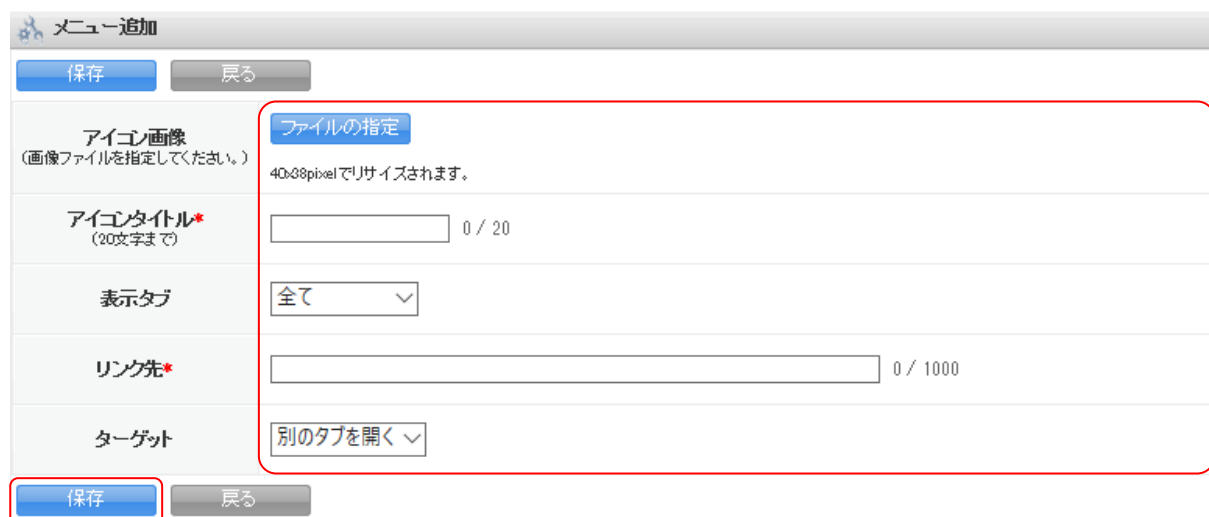 メニュー追加
保存 戻る
アイコン画像
(画像ファイルを指定してください。)
ファイルの指定
40x38pixelでリサイズされます。
アイコンタイトル*
(20文字まで)
0 / 20
表示タブ
全て
リンク先*
0 / 1000
ターゲット
別のタブを開く
保存 戻る